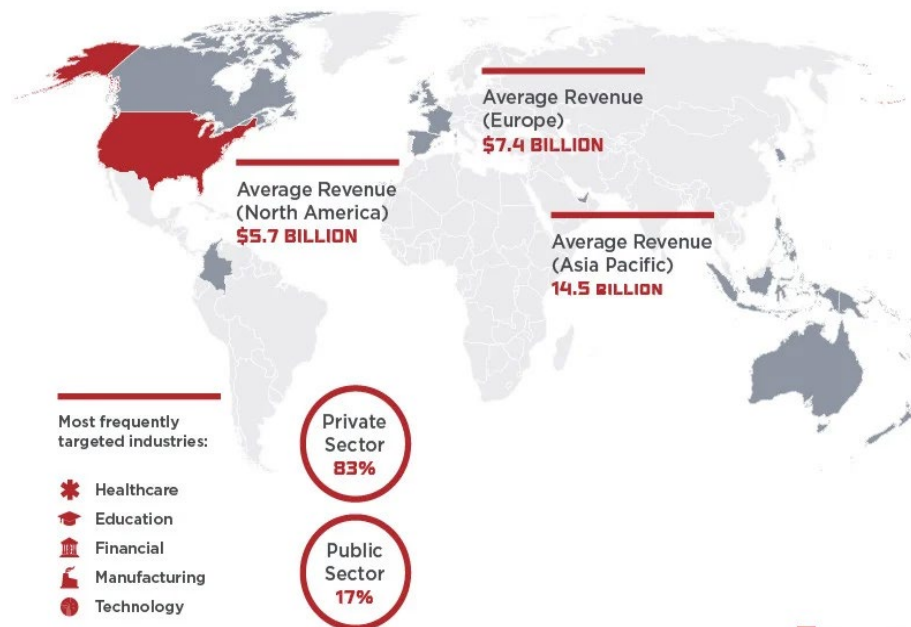 Average Revenue
(Europe)
$7.4 BILLION
Average Revenue
(North America)
$5.7 BILLION
Average Revenue
(Asia Pacific)
14.5 BILLION
Most frequently
targeted industries:
Healthcare
Education
Financial
Manufacturing
Technology
Private
Sector
83%
Public
Sector
17%